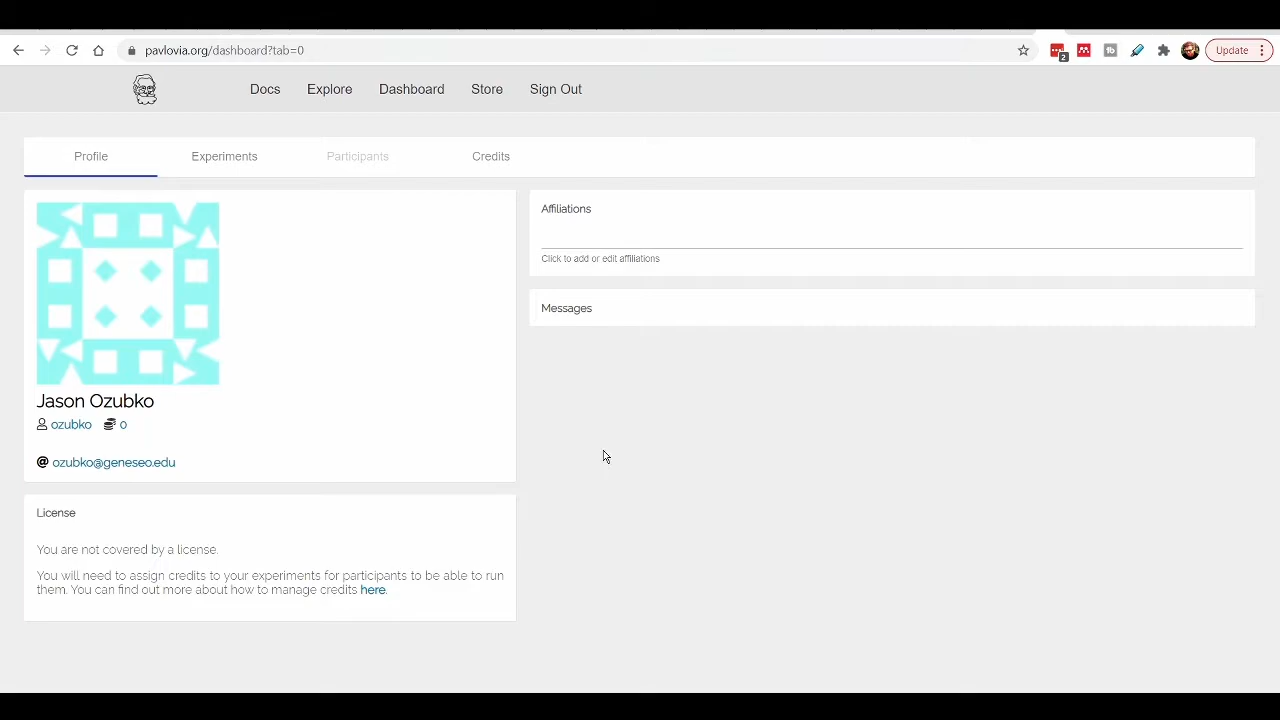 pavlovia.org/dashboard?tab=0
2
Update
Docs Explore Dashboard Store Sign Out
Profile Experiments Participants Credits
Affiliations
Click to add or edit affiliations
Messages
Jason Ozubko
ozubko 0
@ ozubko@geneseo.edu
License
You are not covered by a license.
You will need to assign credits to your experiments for participants to be able to run
them. You can find out more about how to manage credits here.